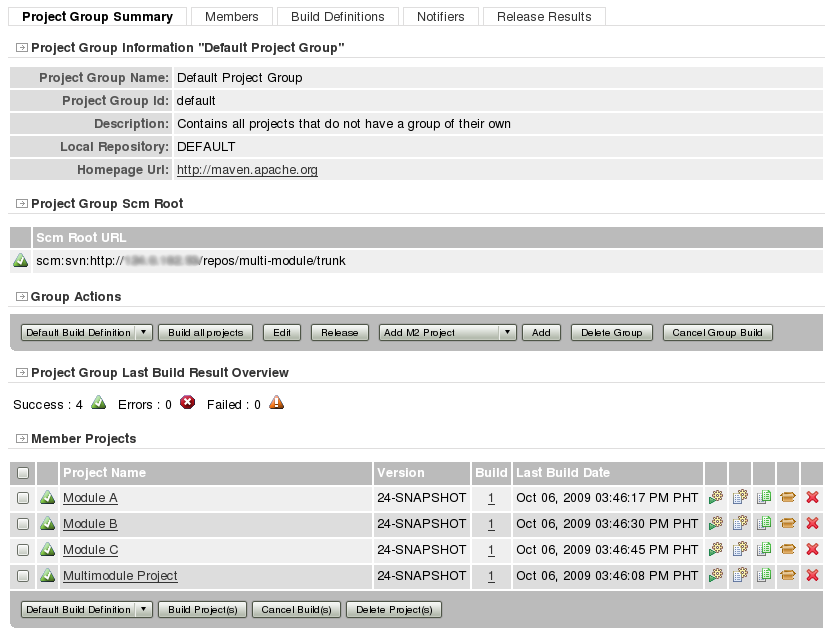 Project Group Summary Members Build Definitions Notifiers Release Results
Project Group Information "Default Project Group"
Project Group Name: Default Project Group
Project Group Id: default
Description: Contains all projects that do not have a group of their own
Local Repository: DEFAULT
Homepage Url: http://maven.apache.org
Project Group Scm Root
Scm Root URL
scm:svn:http:// /repos/multi-module/trunk
Group Actions
Default Build Definition Build all projects Edit Release Add M2 Project Add Delete Group Cancel Group Build
Project Group Last Build Result Overview
Success : 4 Errors : 0 Failed : 0
Member Projects
Project Name Version Build Last Build Date
Module A 24-SNAPSHOT 1 Oct 06, 2009 03:46:17 PM PHT
Module B 24-SNAPSHOT 1 Oct 06, 2009 03:46:30 PM PHT
Module C 24-SNAPSHOT 1 Oct 06, 2009 03:46:45 PM PHT
Multimodule Project 24-SNAPSHOT 1 Oct 06, 2009 03:46:08 PM PHT
Default Build Definition Build Project(s) Cancel Build(s) Delete Project(s)